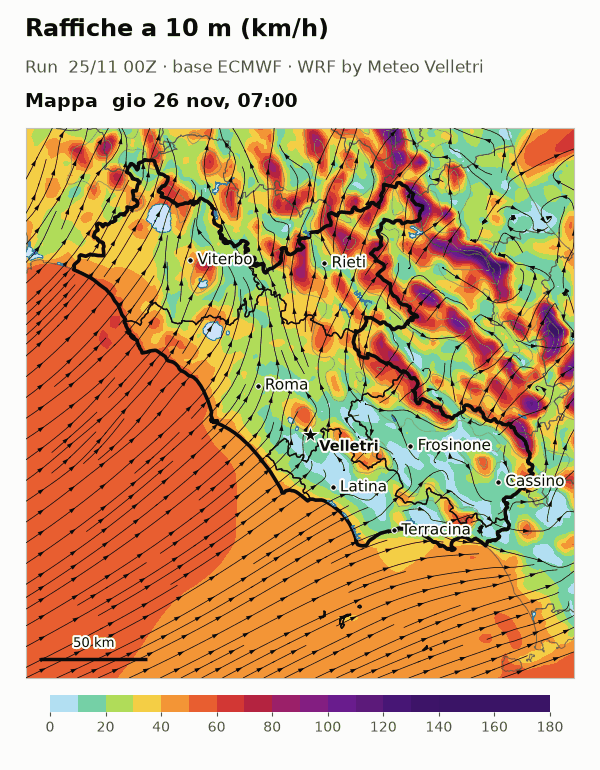 Raffiche a 10 m (km/h)
Run  25/11 00Z · base ECMWF · WRF by Meteo Velletri
Mappa  gio 26 nov, 07:00
Viterbo
Rieti
Roma
Velletri
Frosinone
Cassino
Latina
Terracina
50 km
0 20 40 60 80 100 120 140 160 180